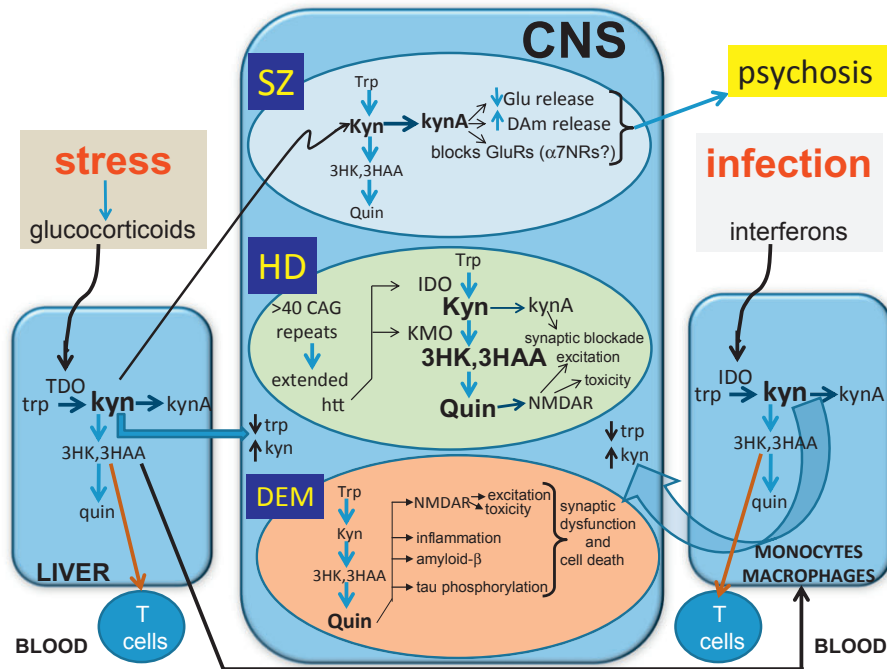 CNS
SZ
Trp
Kyn
kynA
Glu release
DAm release
blocks GluRs (α7NRs?)
3HK,3HAA
Quin
psychosis
stress
glucocorticoids
infection
interferons
HD
>40 CAG
repeats
extended
htt
IDO
KMO
Trp
Kyn
kynA
3HK,3HAA
synaptic blockade
excitation
toxicity
Quin
NMDAR
TDO
trp
kyn
kynA
3HK,3HAA
quin
LIVER
trp
kyn
trp
kyn
IDO
trp
kyn
kynA
3HK,3HAA
quin
MONOCYTES
MACROPHAGES
DEM
Trp
Kyn
3HK,3HAA
Quin
NMDAR
excitation
toxicity
inflammation
amyloid-β
tau phosphorylation
synaptic
dysfunction
and
cell death
T
cells
BLOOD
T
cells
BLOOD